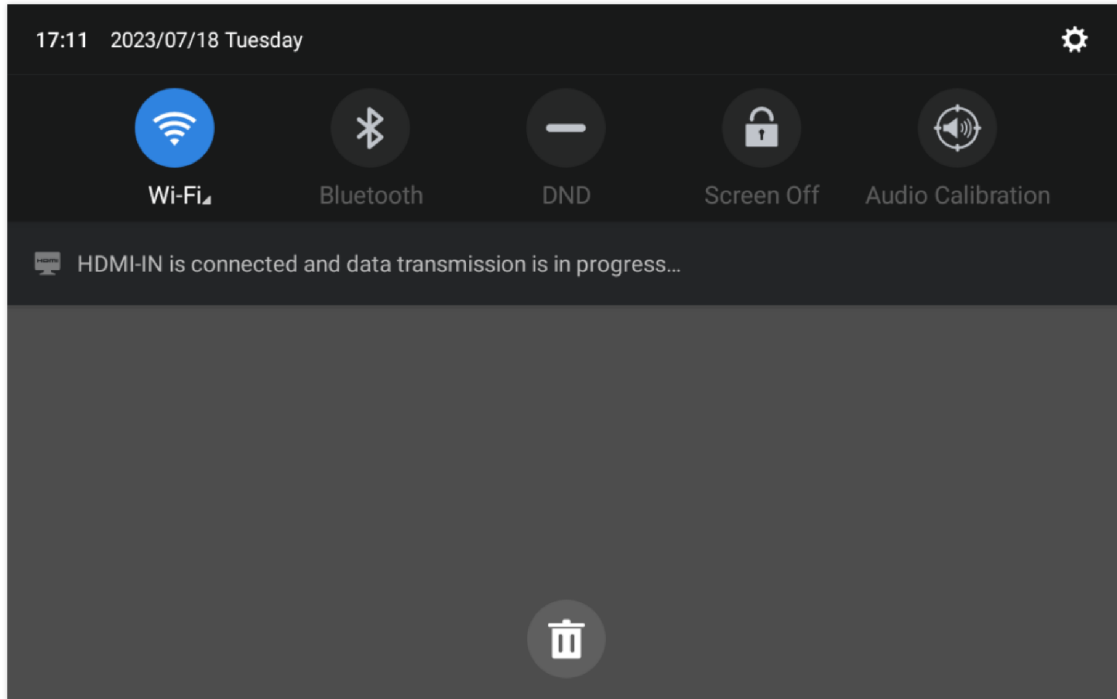 17:11 2023/07/18 Tuesday
Wi-Fi Bluetooth DND Screen Off Audio Calibration
HDMI HDMI-IN is connected and data transmission is in progress...